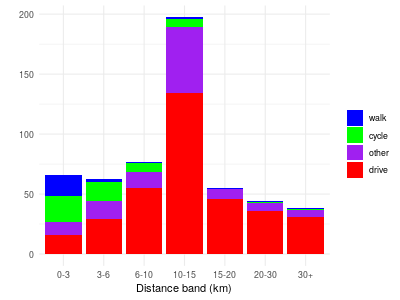 200
150
100
50
0
0-3 3-6 6-10 10-15 15-20 20-30 30+
Distance band (km)
walk
cycle
other
drive